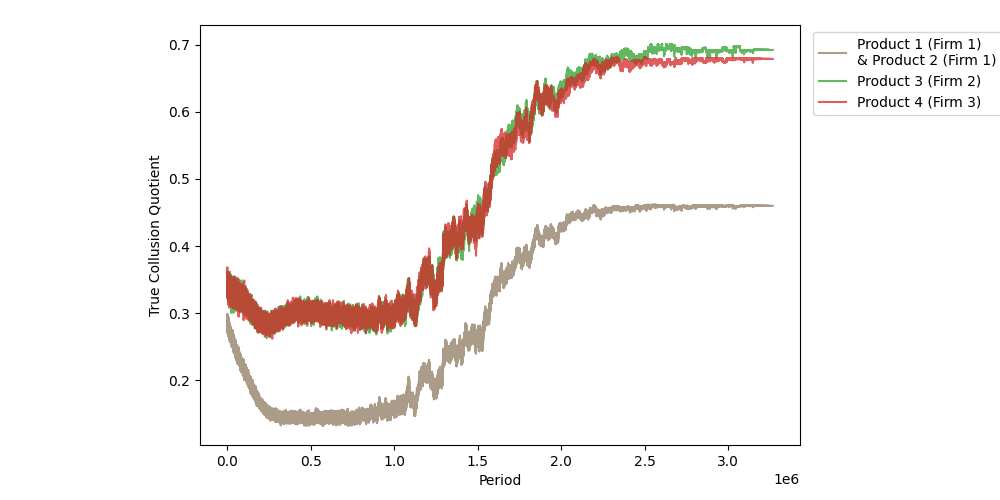 0.7
0.6
0.5
0.4
0.3
0.2
True Collusion Quotient
0.0 0.5 1.0 1.5 2.0 2.5 3.0
1e6
Period
Product 1 (Firm 1)
& Product 2 (Firm 1)
Product 3 (Firm 2)
Product 4 (Firm 3)